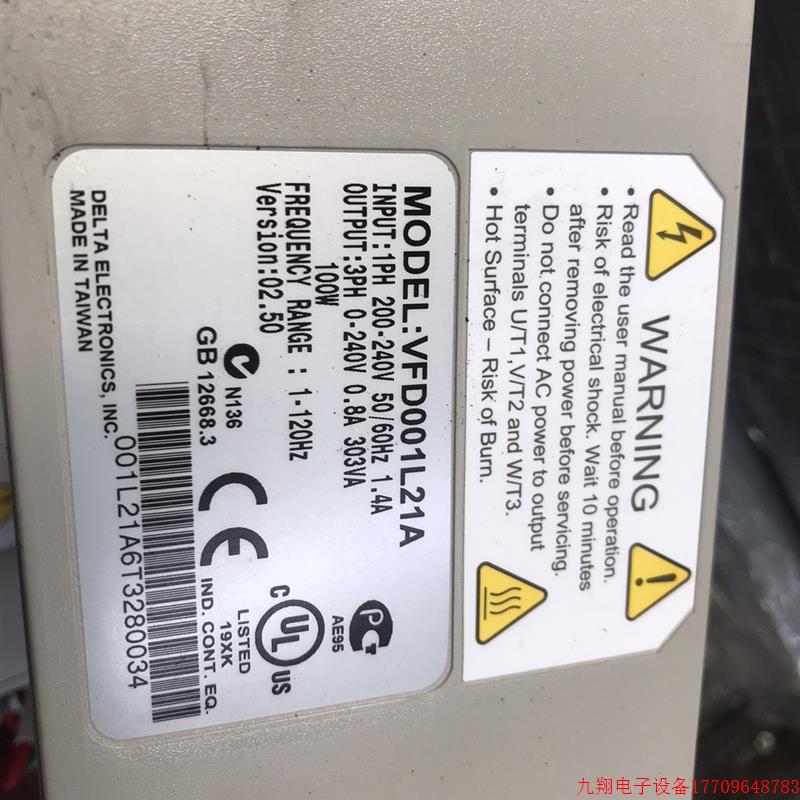 WARNING
• Read the user manual before operation.
• Risk of electrical shock. Wait 10 minutes
after removing power before servicing.
• Do not connect AC power to output
terminals U/T1,V/T2 and W/T3.
• Hot Surface – Risk of Burn.
MODEL:VFD001L21A
INPUT:1PH 200-240V 50/60Hz 1.4A
OUTPUT:3PH 0-240V 0.8A 303VA
100W
FREQUENCY RANGE : 1-120Hz
Version:02.50
N136
GB 12668.3
CE
PG
AE95
C UL US
LISTED
19XK
IND. CONT. EQ.
001L21A6T3280034
DELTA ELECTRONICS, INC.
MADE IN TAIWAN
九翔电子设备17709648783